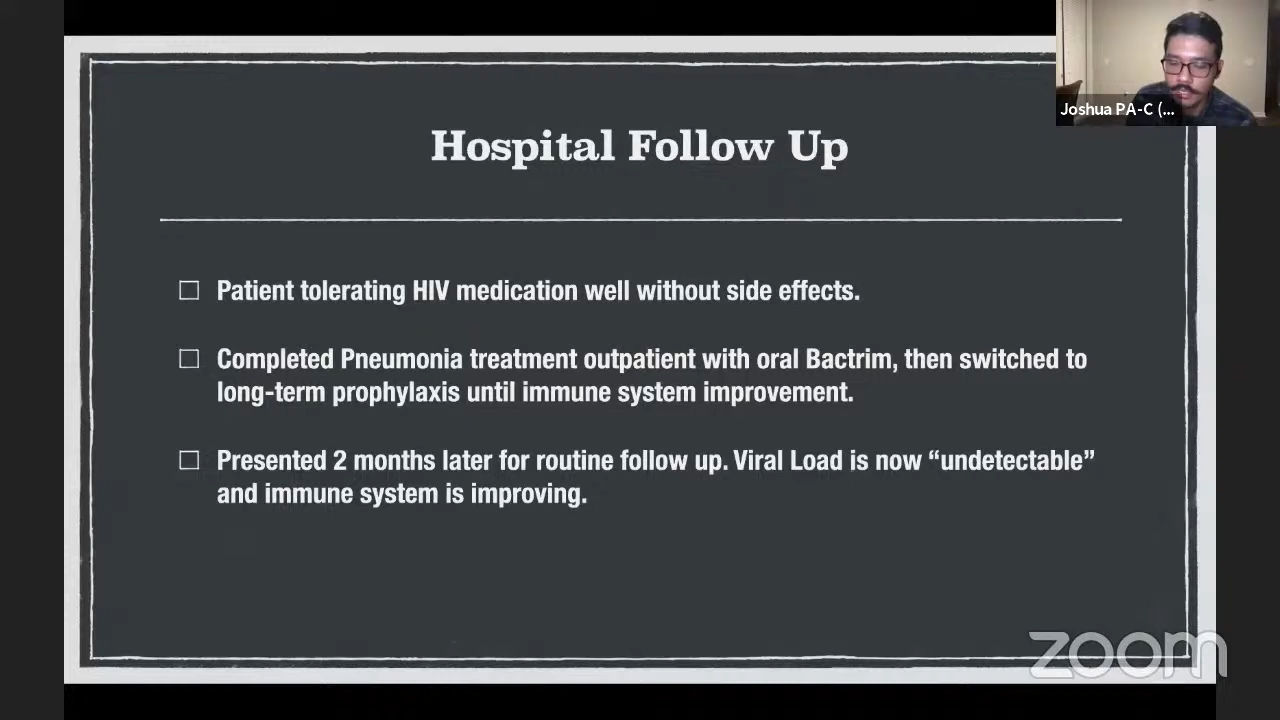 Joshua PA-C (...
Hospital Follow Up
Patient tolerating HIV medication well without side effects.
Completed Pneumonia treatment outpatient with oral Bactrim, then switched to
long-term prophylaxis until immune system improvement.
Presented 2 months later for routine follow up. Viral Load is now “undetectable”
and immune system is improving.
zoom